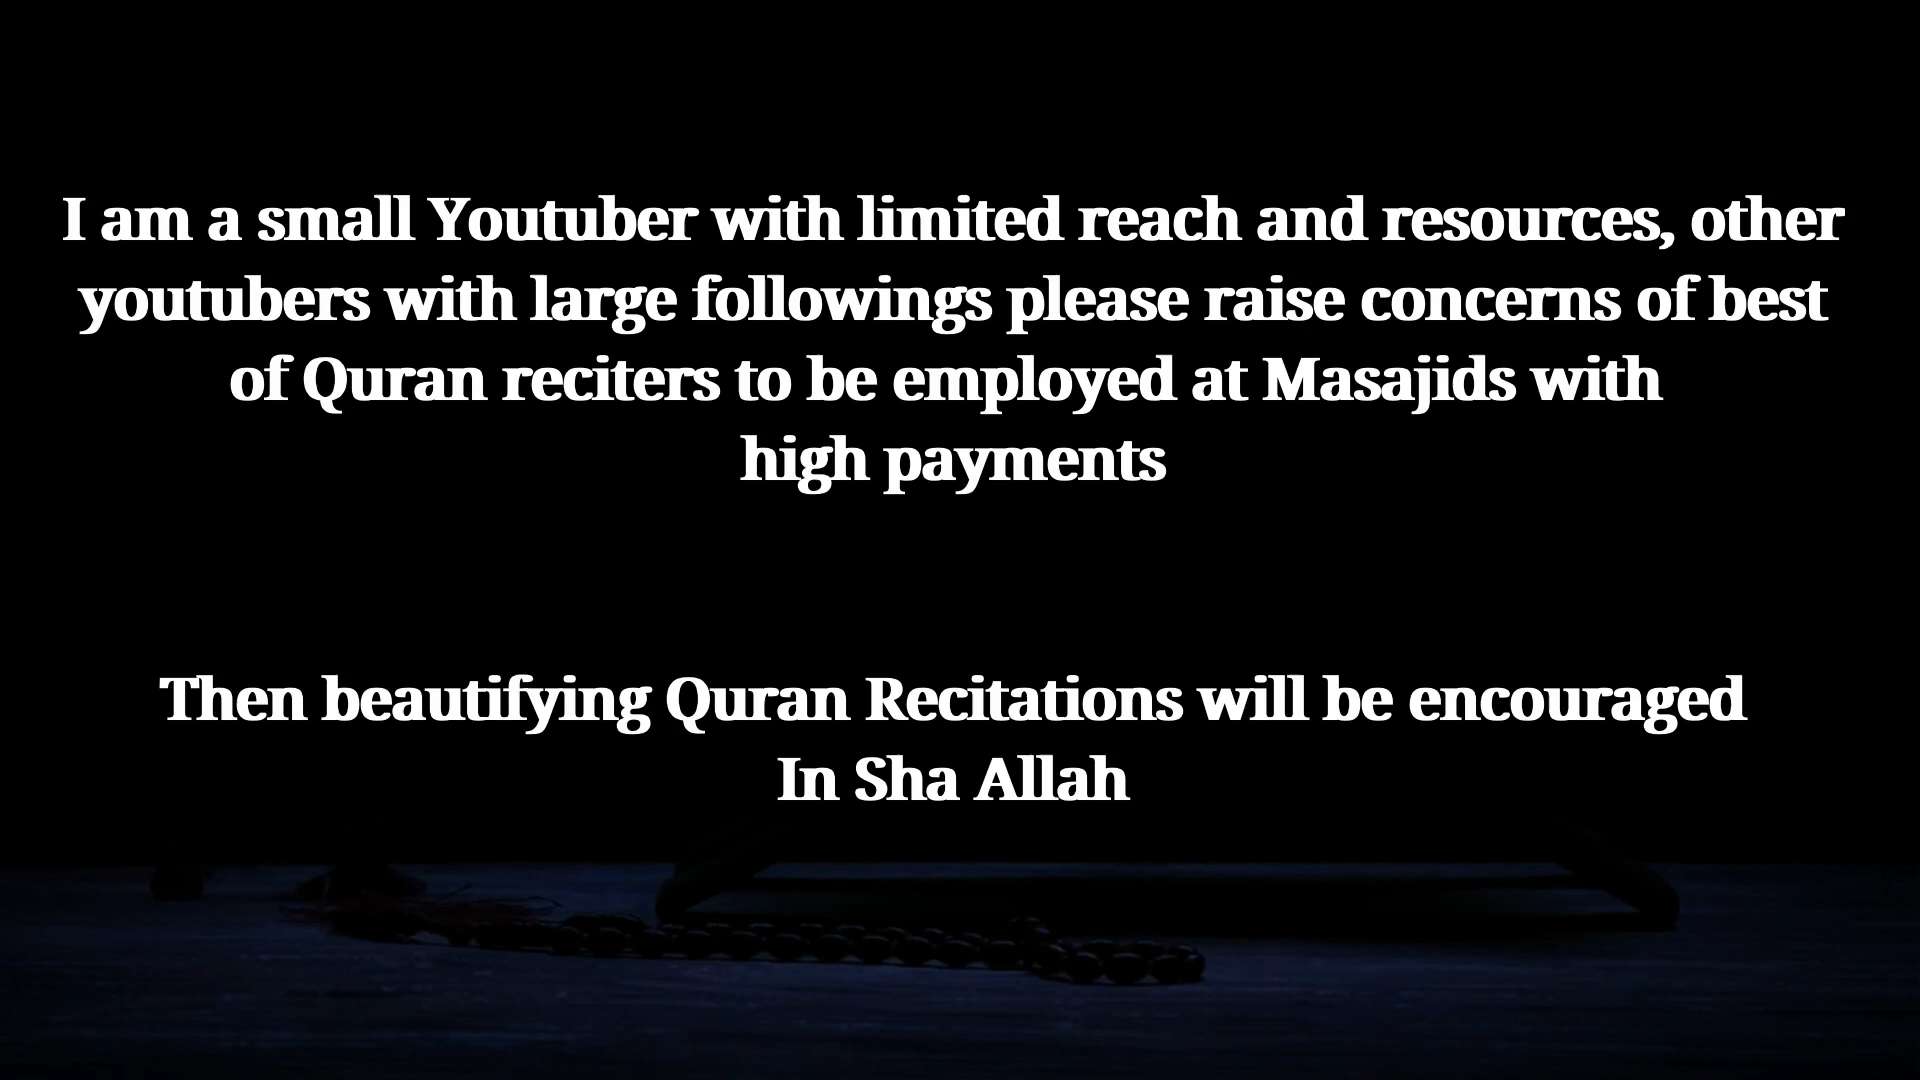 I am a small Youtuber with limited reach and resources, other
youtubers with large followings please raise concerns of best
of Quran reciters to be employed at Masajids with
high payments
Then beautifying Quran Recitations will be encouraged
In Sha Allah